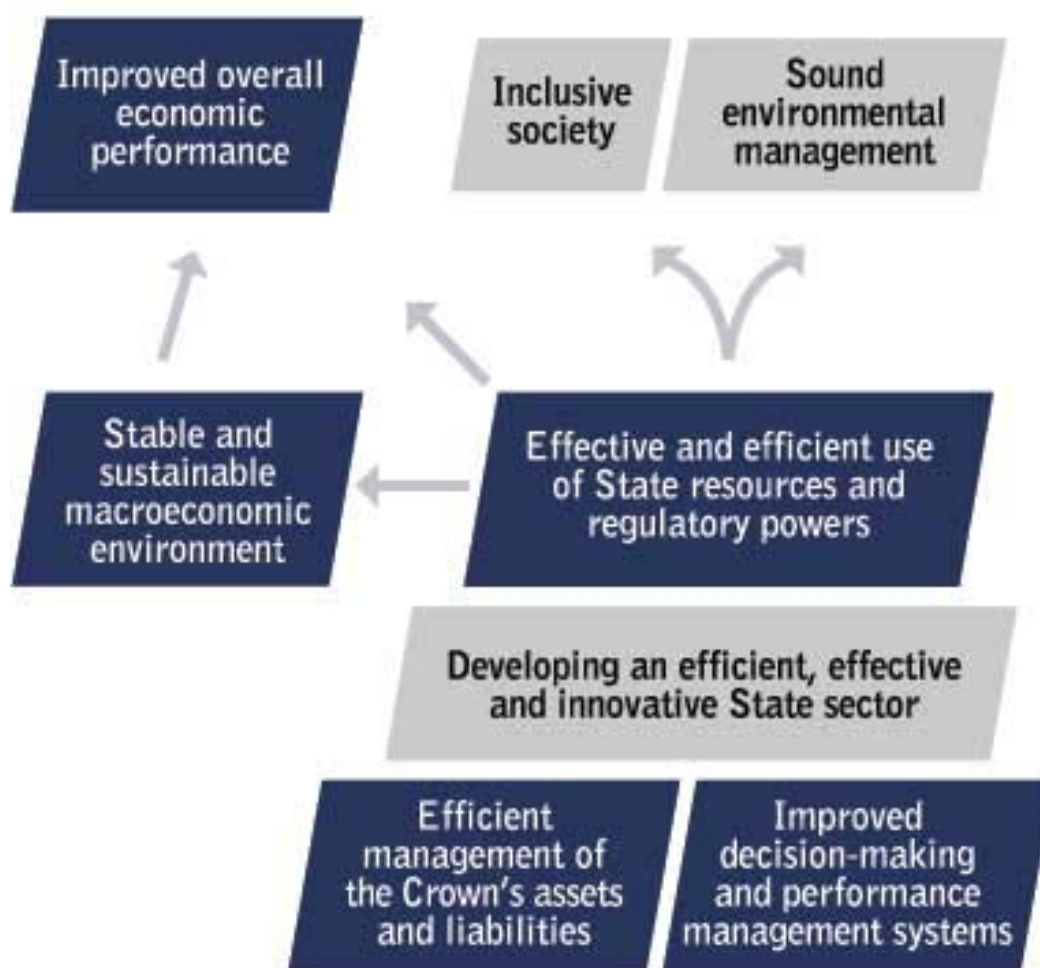 Improved overall
economic
performance
Inclusive
society
Sound
environmental
management
Stable and
sustainable
macroeconomic
environment
Effective and efficient use
of State resources and
regulatory powers
Developing an efficient, effective
and innovative State sector
Efficient
management of
the Crown's assets
and liabilities
Improved
decision-making
and performance
management systems